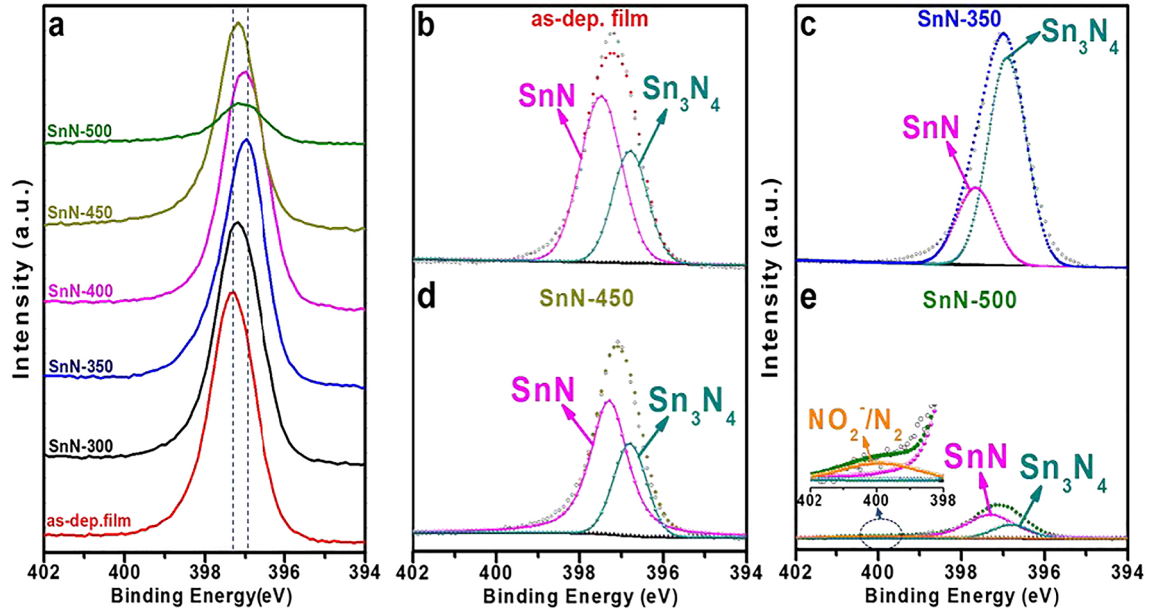 a
SnN-500
SnN-450
SnN-400
SnN-350
SnN-300
as-dep.film
Intensity (a.u.)
402 400 398 396 394
Binding Energy(eV)
b
as-dep. film
SnN
Sn₃N₄
d
SnN-450
SnN
Sn₃N₄
402 400 398 396 394
Binding Energy (eV)
c
SnN-350
Sn₃N₄
SnN
Intensity (a.u.)
e
SnN-500
NO₂⁻/N₂
402 400 398
SnN
Sn₃N₄
402 400 398 396 394
Binding Energy (eV)